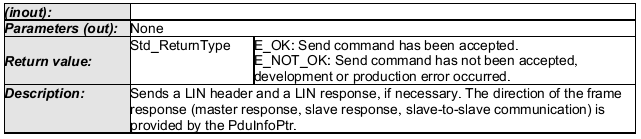 (inout):
Parameters (out): None
Return value: Std_ReturnType E_OK: Send command has been accepted.
E_NOT_OK: Send command has not been accepted,
development or production error occurred.
Description: Sends a LIN header and a LIN response, if necessary. The direction of the frame
response (master response, slave response, slave-to-slave communication) is
provided by the PduInfoPtr.